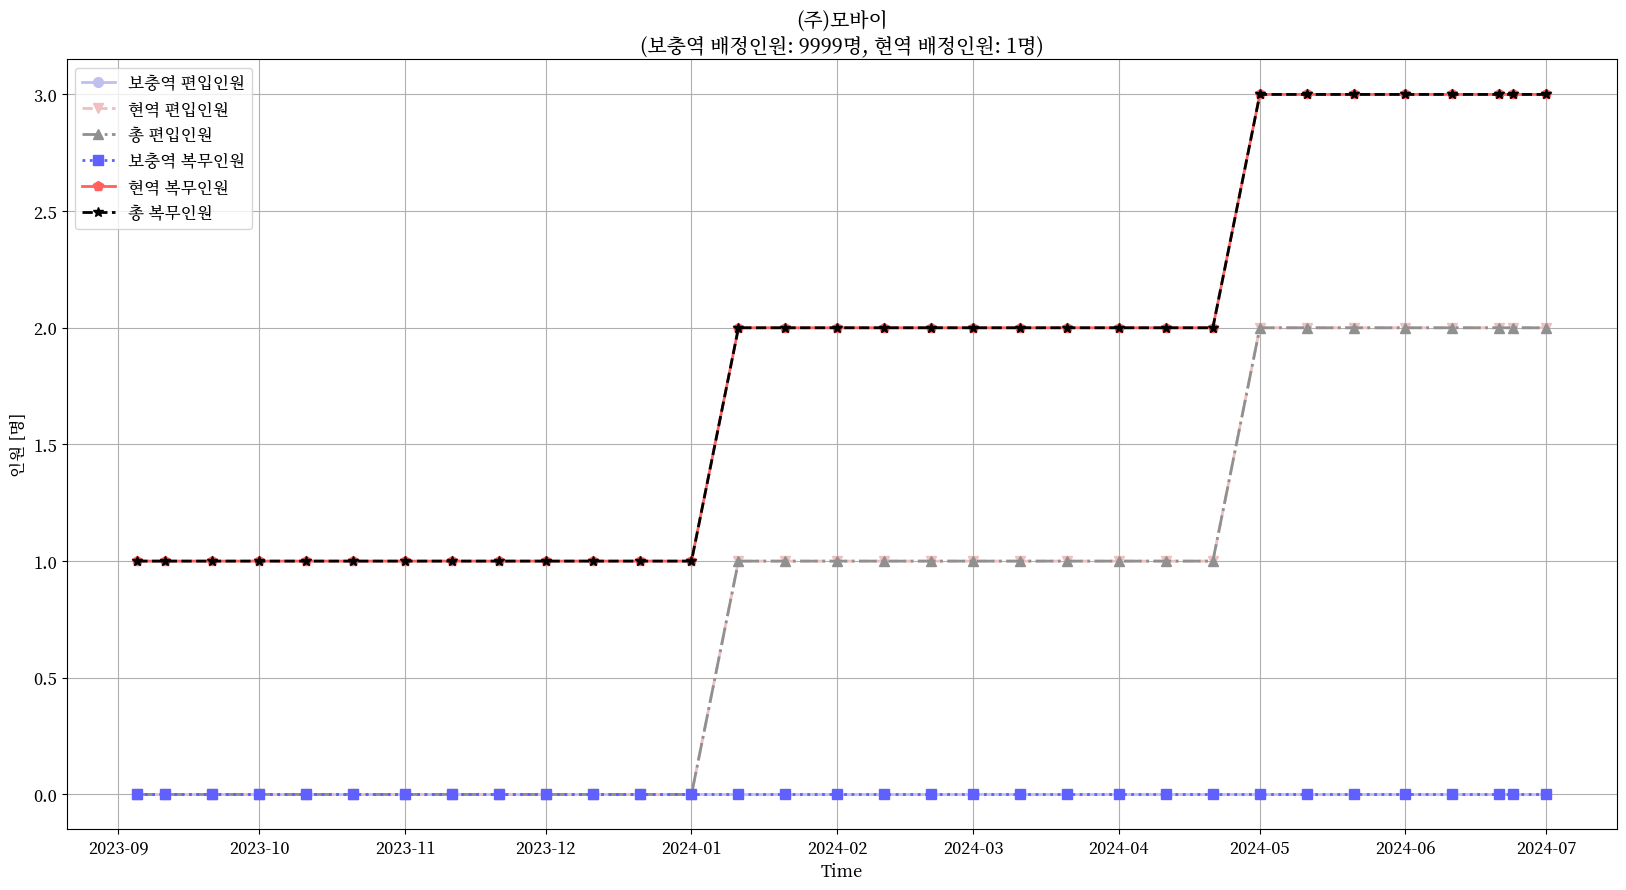 (주)모바이
(보충역 배정인원: 9999명, 현역 배정인원: 1명)
보충역 편입인원
현역 편입인원
총 편입인원
보충역 복무인원
현역 복무인원
총 복무인원
3.0
2.5
2.0
1.5
1.0
0.5
0.0
인원 [명]
2023-09 2023-10 2023-11 2023-12 2024-01 2024-02 2024-03 2024-04 2024-05 2024-06 2024-07
Time